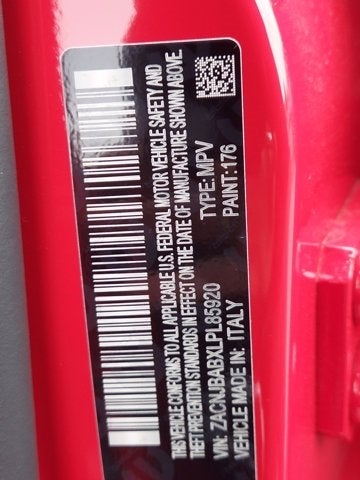 THIS VEHICLE CONFORMS TO ALL APPLICABLE U.S. FEDERAL MOTOR VEHICLE SAFETY AND
THEFT PREVENTION STANDARDS IN EFFECT ON THE DATE OF MANUFACTURE SHOWN ABOVE.
VIN: ZACNJBABXLPL85920 TYPE: MPV
VEHICLE MADE IN: ITALY PAINT: 176